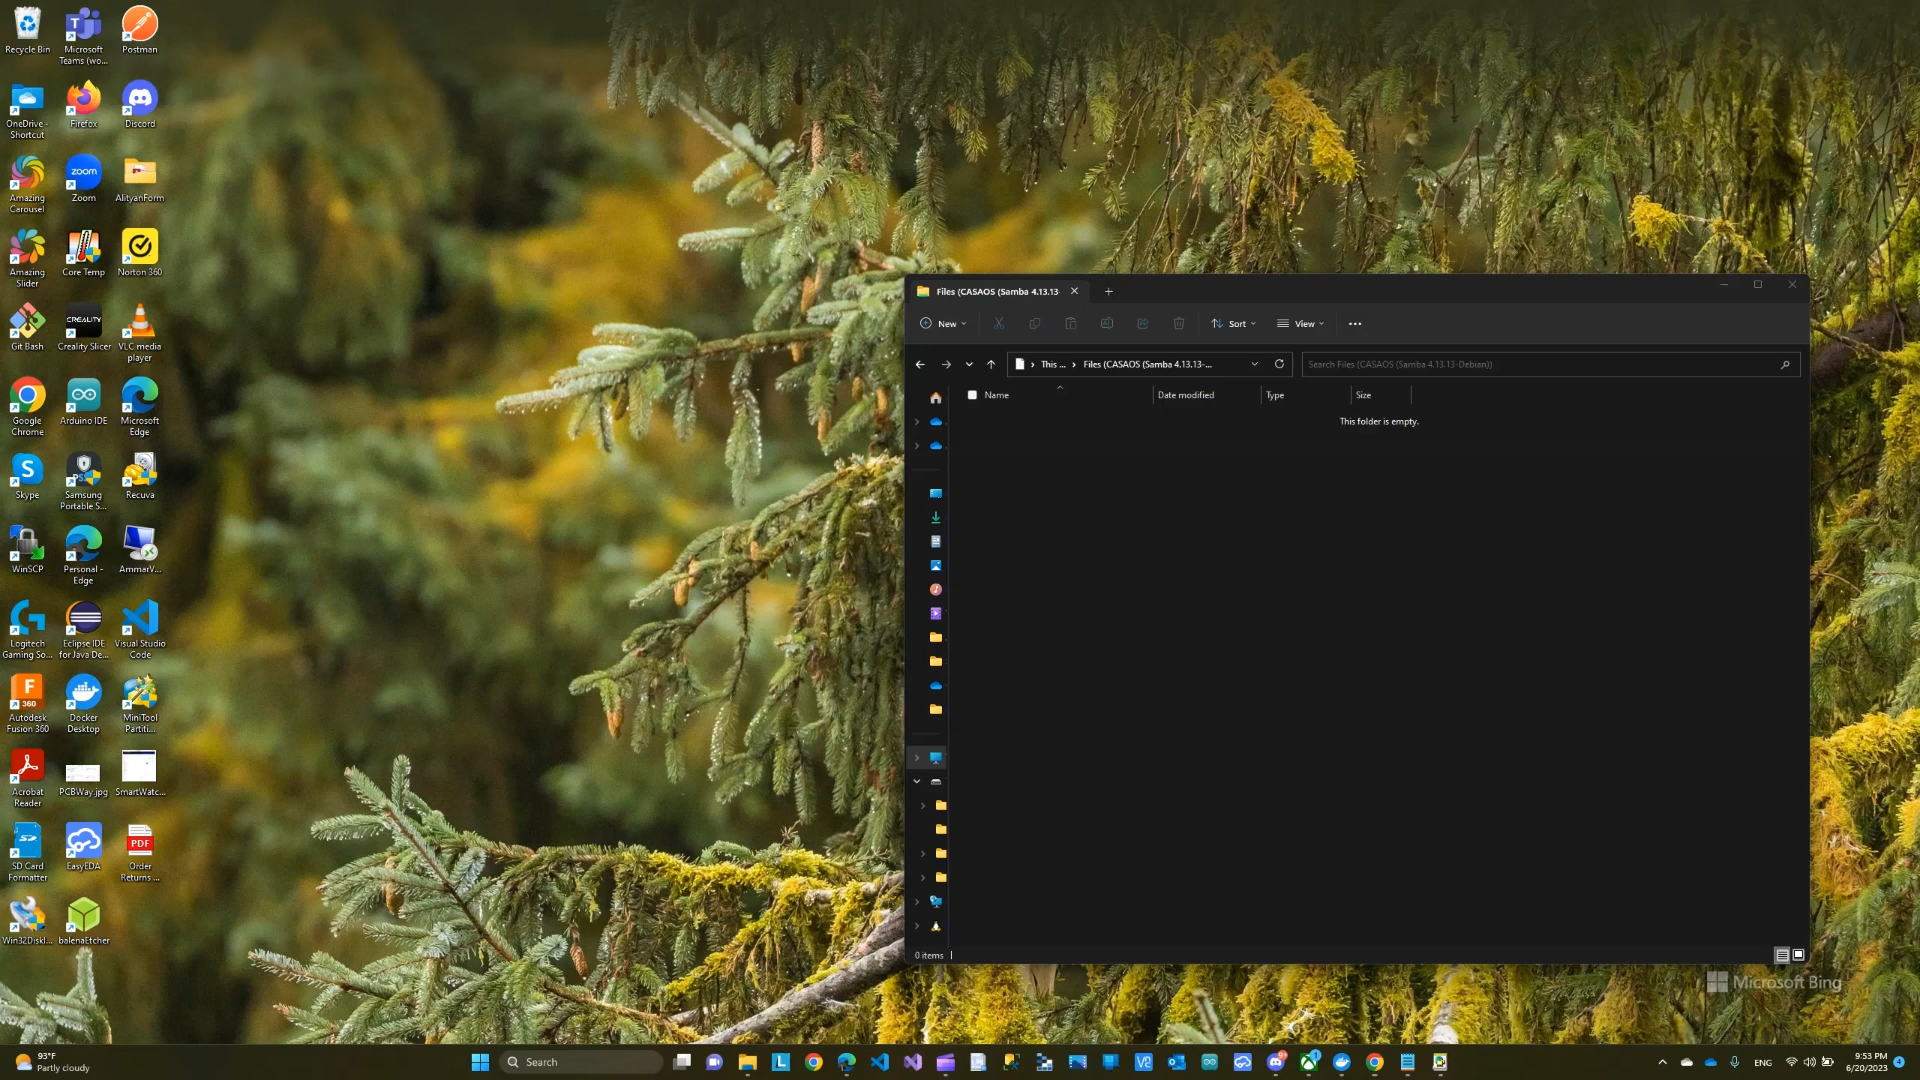 Recycle Bin
Microsoft
Teams (wo...
Postman
OneDrive -
Shortcut
Firefox
Discord
Amazing
Carousel
zoom
Zoom
AlityanForm
Amazing
Slider
Core Temp
Norton 360
Git Bash
CREALITY
Creality Slicer
VLC media
player
Google
Chrome
Arduino IDE
Microsoft
Edge
Skype
Samsung
Portable S...
Recuva
WinSCP
Personal -
Edge
AmmarV...
Logitech
Gaming So...
Eclipse IDE
for Java De...
Visual Studio
Code
F
360
Autodesk
Fusion 360
Docker
Desktop
MiniTool
Partiti...
Acrobat
Reader
PCBWay.jpg
SmartWatc...
SD Card
Formatter
EasyEDA
PDF
Order
Returns ...
Win32DiskI...
balenaEtcher
Files (CASAOS (Samba 4.13.13-
New
Sort
View
This ...
Files (CASAOS (Samba 4.13.13-...
Search Files (CASAOS (Samba 4.13.13-Debian))
Name
Date modified
Type
Size
This folder is empty.
0 items
Microsoft Bing
93°F
Partly cloudy
Search
ENG
9:53 PM
6/20/2023
4